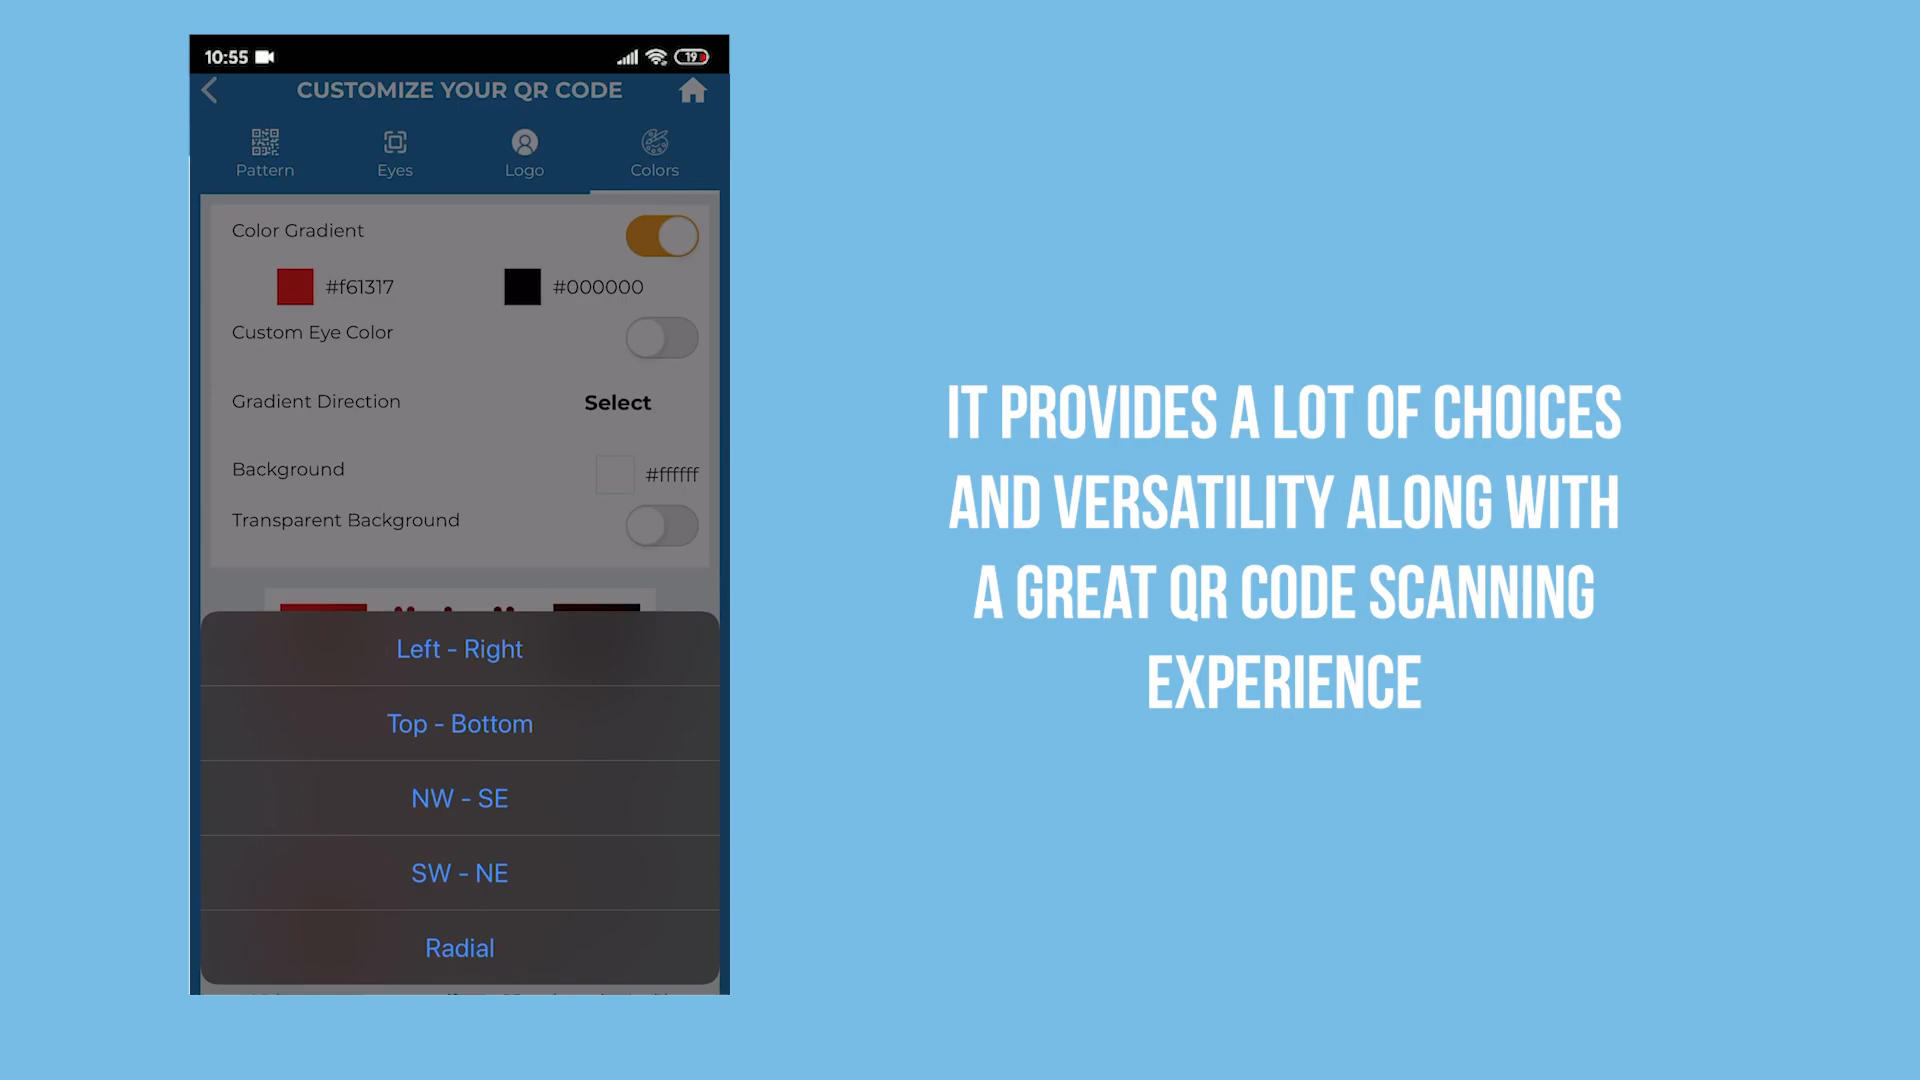 10:55
19
CUSTOMIZE YOUR QR CODE
Pattern
Eyes
Logo
Colors
Color Gradient
#f61317
#000000
Custom Eye Color
Gradient Direction
Select
Background
#ffffff
Transparent Background
Left - Right
Top - Bottom
NW - SE
SW - NE
Radial
IT PROVIDES A LOT OF CHOICES
AND VERSATILITY ALONG WITH
A GREAT QR CODE SCANNING
EXPERIENCE